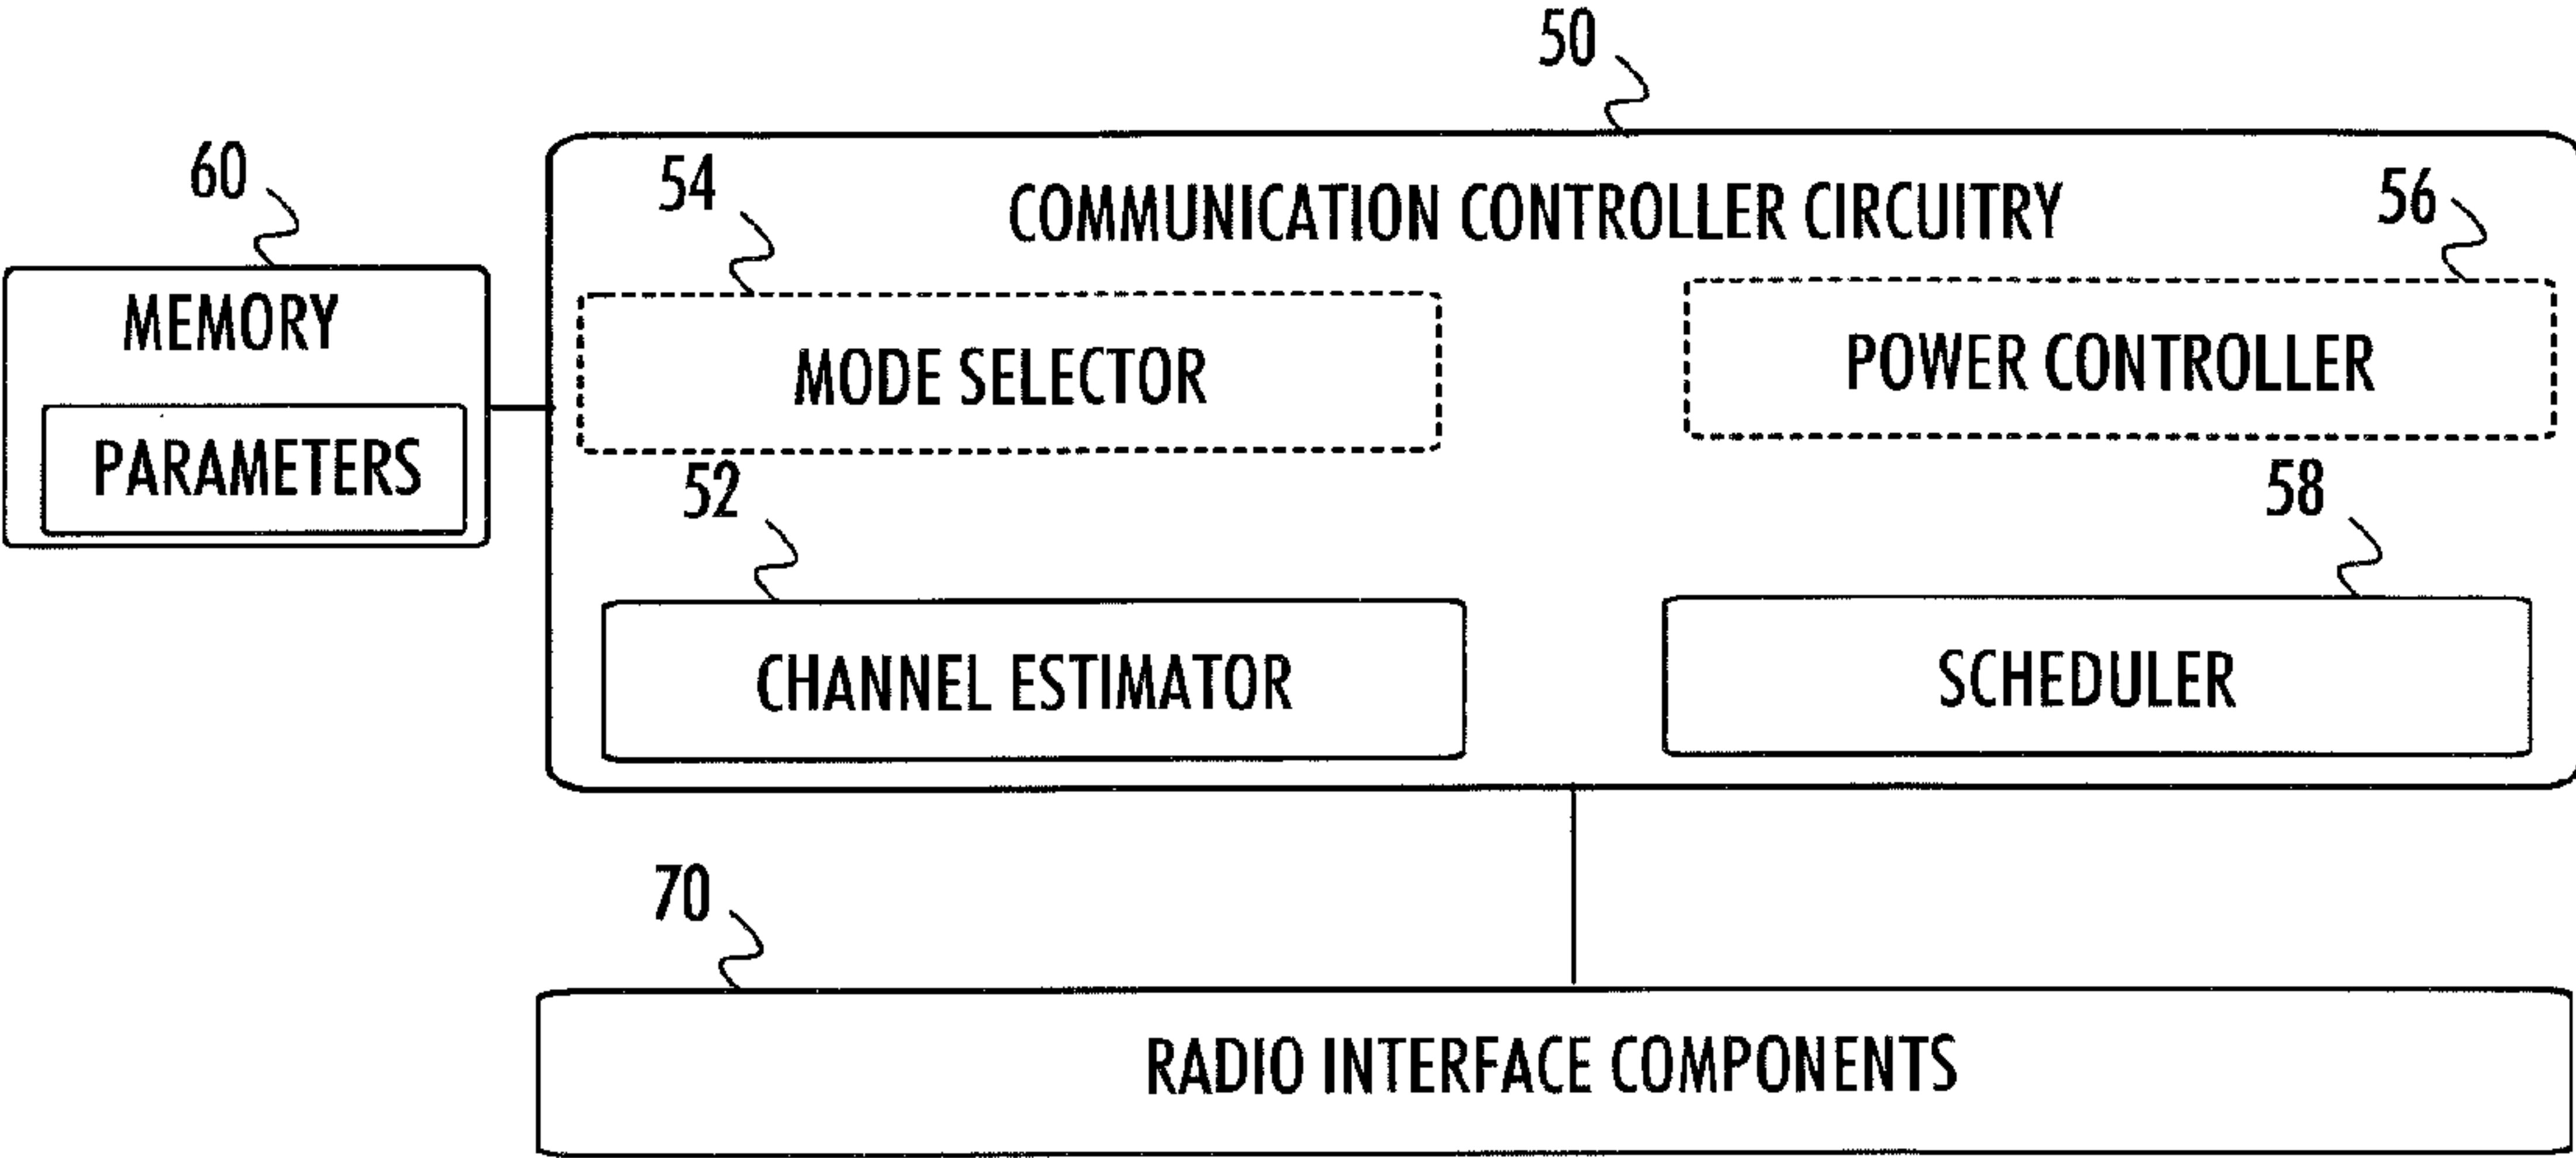 50
60
54
COMMUNICATION CONTROLLER CIRCUITRY
56
MEMORY
MODE SELECTOR
POWER CONTROLLER
PARAMETERS
52
58
CHANNEL ESTIMATOR
SCHEDULER
70
RADIO INTERFACE COMPONENTS